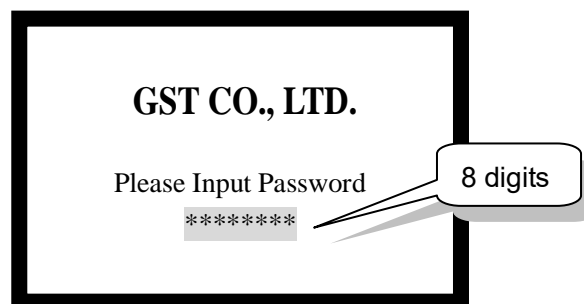 GST CO., LTD.
Please Input Password
********
8 digits